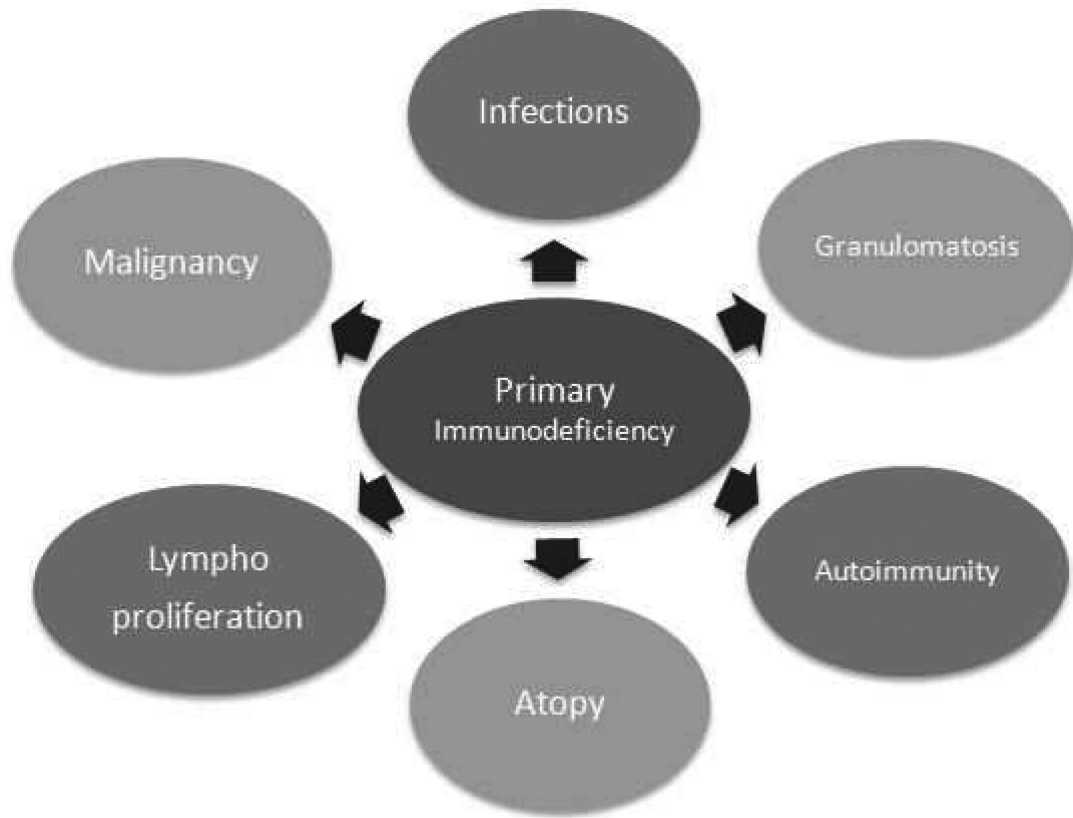 Infections
Malignancy
Granulomatosis
Primary
Immunodeficiency
Lympho
proliferation
Autoimmunity
Atopy